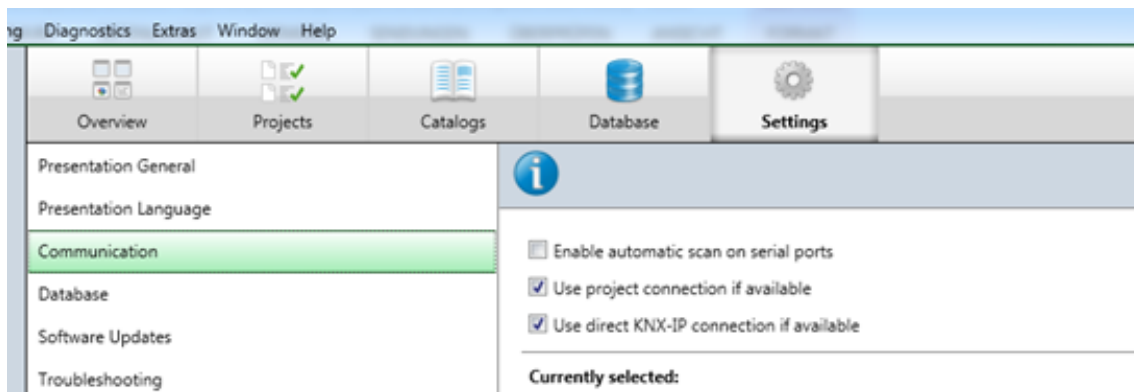 Diagnostics Extras Window Help
Overview Projects Catalogs Database Settings
Presentation General
Presentation Language
Communication
Database
Software Updates
Troubleshooting
Enable automatic scan on serial ports
Use project connection if available
Use direct KNX-IP connection if available
Currently selected: